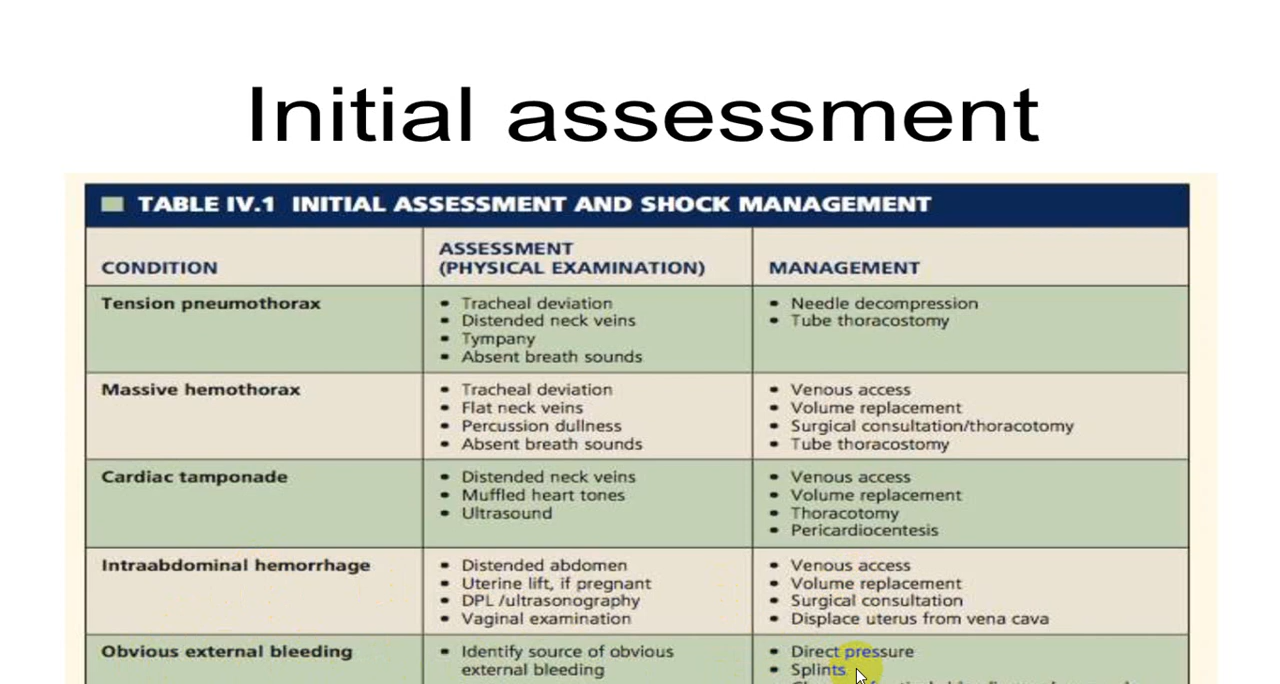 Initial assessment
TABLE IV.1 INITIAL ASSESSMENT AND SHOCK MANAGEMENT
CONDITION
ASSESSMENT
(PHYSICAL EXAMINATION)
MANAGEMENT
Tension pneumothorax
• Tracheal deviation
• Distended neck veins
• Tympany
• Absent breath sounds
• Needle decompression
• Tube thoracostomy
Massive hemothorax
• Tracheal deviation
• Flat neck veins
• Percussion dullness
• Absent breath sounds
• Venous access
• Volume replacement
• Surgical consultation/thoracotomy
• Tube thoracostomy
Cardiac tamponade
• Distended neck veins
• Muffled heart tones
• Ultrasound
• Venous access
• Volume replacement
• Thoracotomy
• Pericardiocentesis
Intraabdominal hemorrhage
• Distended abdomen
• Uterine lift, if pregnant
• DPL /ultrasonography
• Vaginal examination
• Venous access
• Volume replacement
• Surgical consultation
• Displace uterus from vena cava
Obvious external bleeding
• Identify source of obvious
external bleeding
• Direct pressure
• Splints